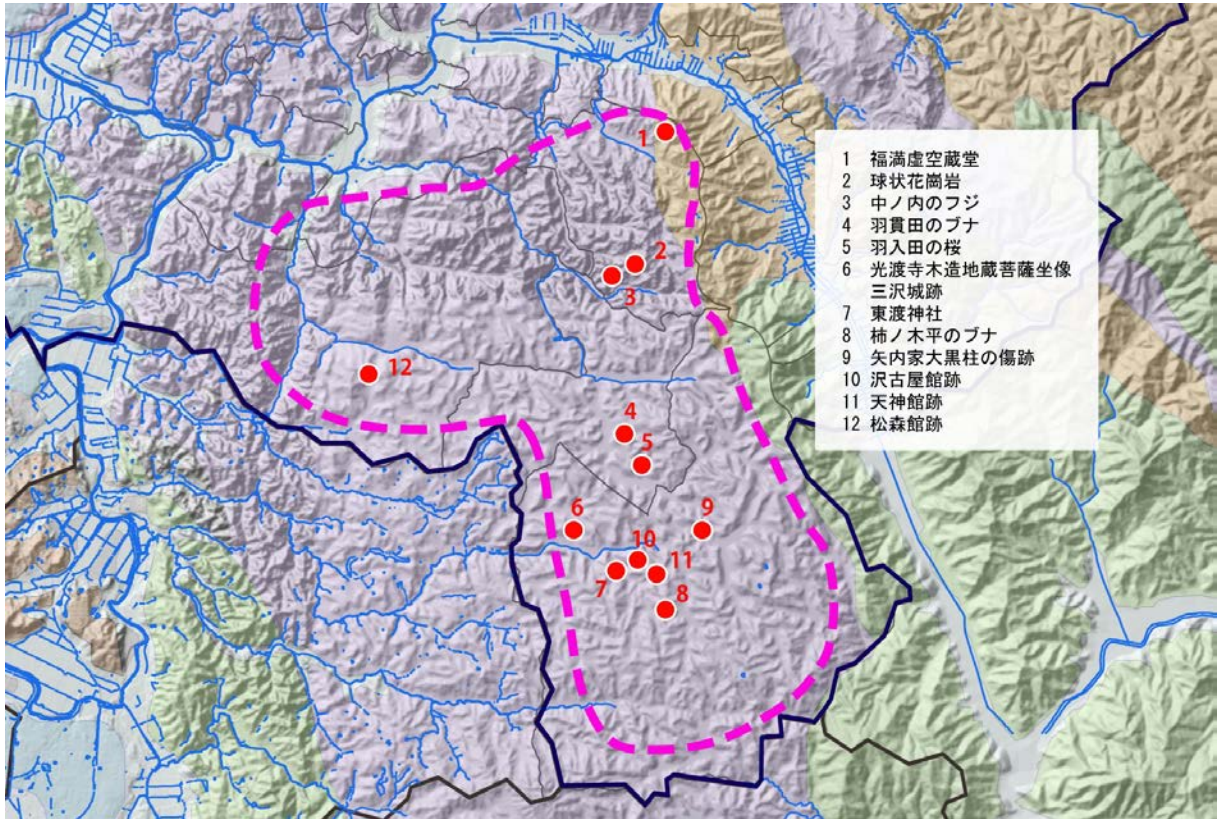 1 福満虚空蔵堂
2 球状花崗岩
3 中ノ内のフジ
4 羽貫田のブナ
5 羽入田の桜
6 光渡寺木造地蔵菩薩坐像
三沢城跡
7 東渡神社
8 柿ノ木平のブナ
9 矢内家大黒柱の傷跡
10 沢古屋館跡
11 天神館跡
12 松森館跡
1
2
3
12
4
5
6
9
10
7
11
8